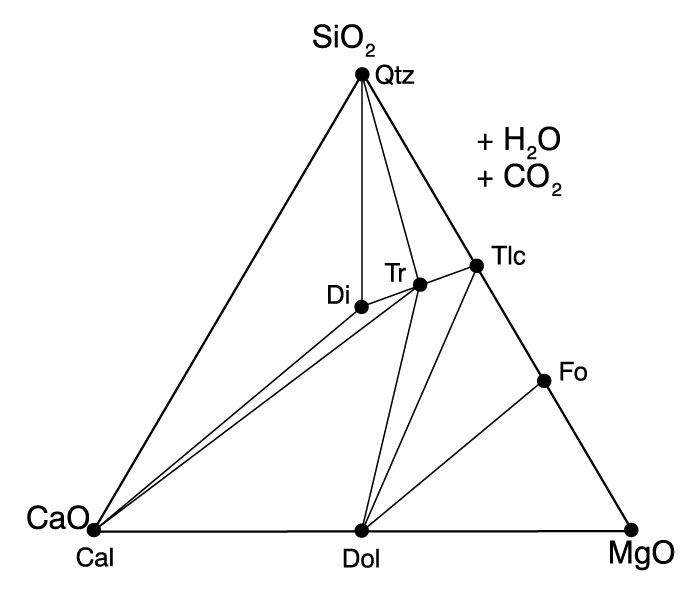 SiO₂
Qtz
+ H₂O
+ CO₂
Tlc
Tr
Di
Fo
CaO
Cal
Dol
MgO